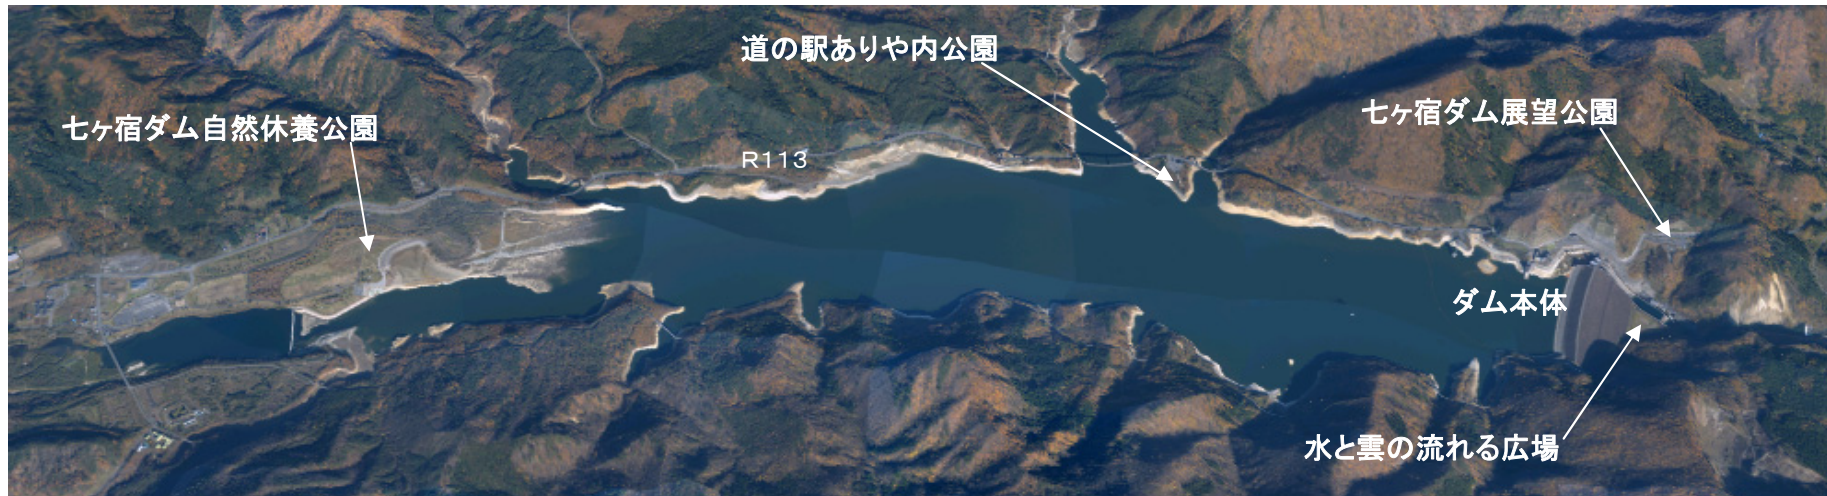 道の駅ありや内公園
七ヶ宿ダム展望公園
七ヶ宿ダム自然休養公園
R113
ダム本体
水と雲の流れる広場